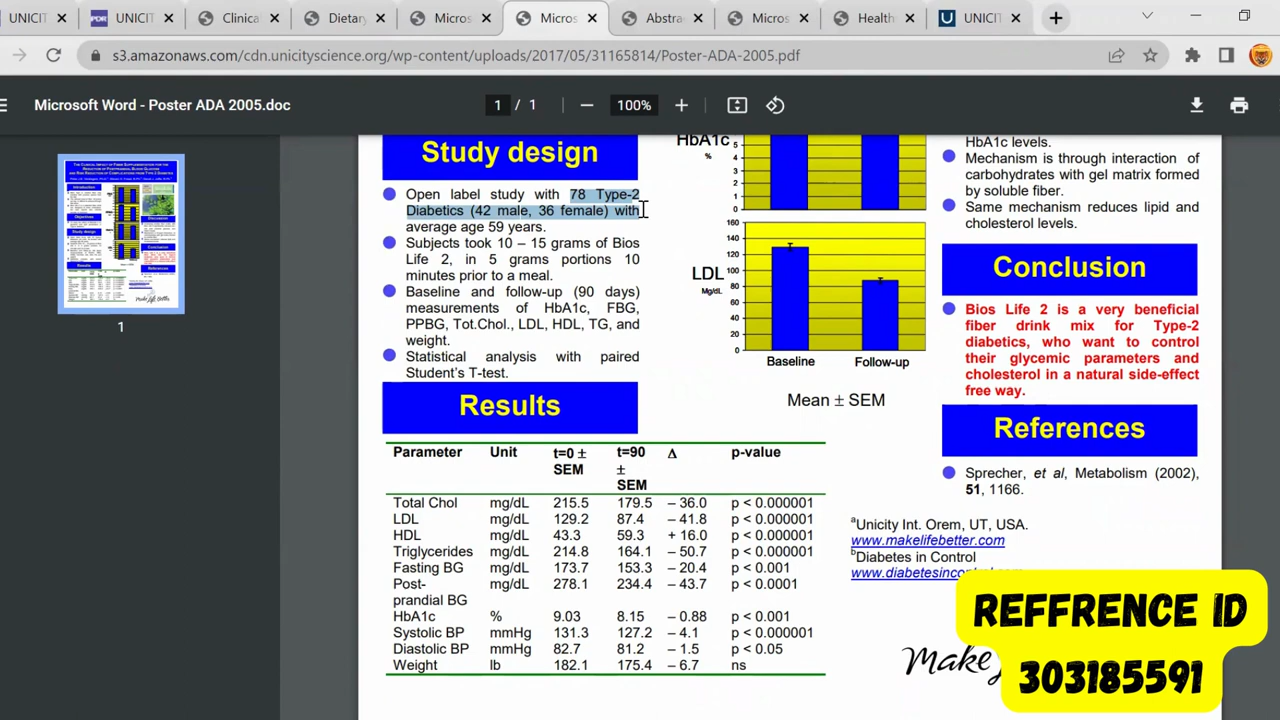 UNICITY
PDR
Clinica
Dietary
Micros
Micros
Abstra
Micros
Health
UNICIT
s3.amazonaws.com/cdn.unicityscience.org/wp-content/uploads/2017/05/31165814/Poster-ADA-2005.pdf
Microsoft Word - Poster ADA 2005.doc
1 / 1
100%
1
Study design
Open label study with 78 Type-2
Diabetics (42 male, 36 female) with
average age 59 years.
Subjects took 10 – 15 grams of Bios
Life 2, in 5 grams portions 10
minutes prior to a meal.
Baseline and follow-up (90 days)
measurements of HbA1c, FBG,
PPBG, Tot.Chol., LDL, HDL, TG, and
weight.
Statistical analysis with paired
Student's T-test.
Results
Parameter Unit t=0 ± SEM t=90 ± SEM Δ p-value
Total Chol mg/dL 215.5 179.5 – 36.0 p < 0.000001
LDL mg/dL 129.2 87.4 – 41.8 p < 0.000001
HDL mg/dL 43.3 59.3 + 16.0 p < 0.000001
Triglycerides mg/dL 214.8 164.1 – 50.7 p < 0.000001
Fasting BG mg/dL 173.7 153.3 – 20.4 p < 0.001
Post- mg/dL 278.1 234.4 – 43.7 p < 0.0001
prandial BG
HbA1c % 9.03 8.15 – 0.88 p < 0.001
Systolic BP mmHg 131.3 127.2 – 4.1 p < 0.000001
Diastolic BP mmHg 82.7 81.2 – 1.5 p < 0.05
Weight lb 182.1 175.4 – 6.7 ns
HbA1c
%
5
4
3
2
1
0
LDL
Mg/dL
160
140
120
100
80
60
40
20
0
Baseline Follow-up
Mean ± SEM
HbA1c levels.
Mechanism is through interaction of
carbohydrates with gel matrix formed
by soluble fiber.
Same mechanism reduces lipid and
cholesterol levels.
Conclusion
Bios Life 2 is a very beneficial
fiber drink mix for Type-2
diabetics, who want to control
their glycemic parameters and
cholesterol in a natural side-effect
free way.
References
Sprecher, et al, Metabolism (2002),
51, 1166.
aUnicity Int. Orem, UT, USA.
www.makelifebetter.com
bDiabetes in Control
Make
REFFRENCE ID
303185591